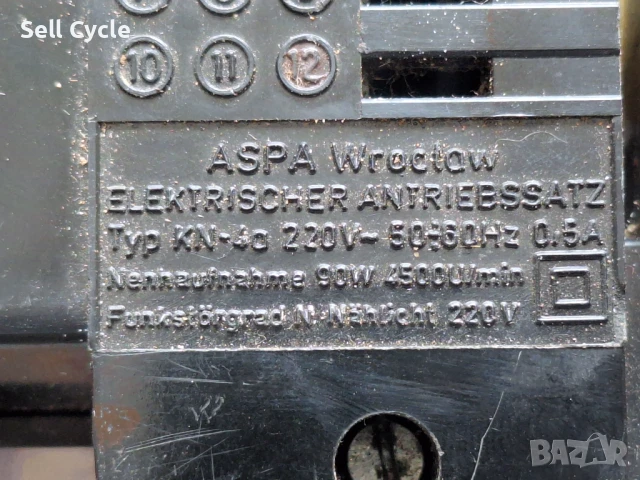 Sell Cycle
10 11 12
ASPA Wrocław
ELEKTRISCHER ANTRIEBSSATZ
Typ KN-4a 220V~ 50÷60Hz 0.5A
Nennaufnahme 90W 4500U/min
Funkstörgrad N-Nählicht 220V
BAZAR